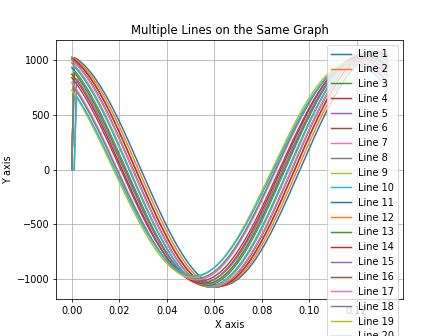 Multiple Lines on the Same Graph
Y axis
1000
500
0
−500
−1000
0.00
0.02
0.04
0.06
0.08
0.10
X axis
Line 1
Line 2
Line 3
Line 4
Line 5
Line 6
Line 7
Line 8
Line 9
Line 10
Line 11
Line 12
Line 13
Line 14
Line 15
Line 16
Line 17
Line 18
Line 19
Line 20